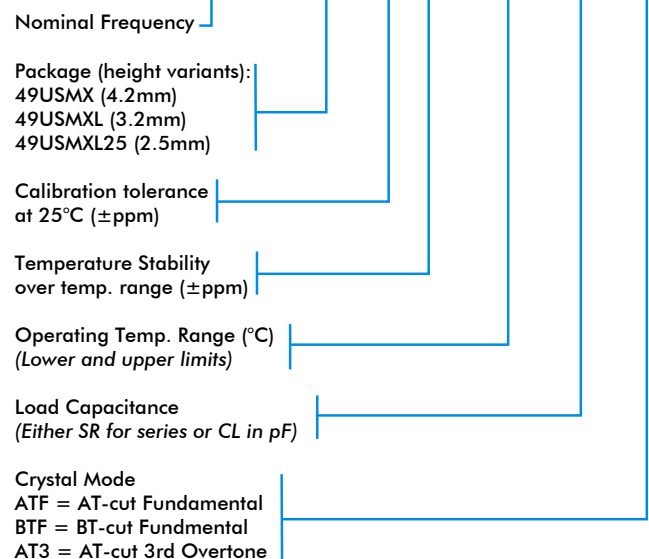 Nominal Frequency
Package (height variants):
49USMX (4.2mm)
49USMXL (3.2mm)
49USMXL25 (2.5mm)
Calibration tolerance
at 25°C (±ppm)
Temperature Stability
over temp. range (±ppm)
Operating Temp. Range (°C)
(Lower and upper limits)
Load Capacitance
(Either SR for series or CL in pF)
Crystal Mode
ATF = AT-cut Fundamental
BTF = BT-cut Fundmental
AT3 = AT-cut 3rd Overtone